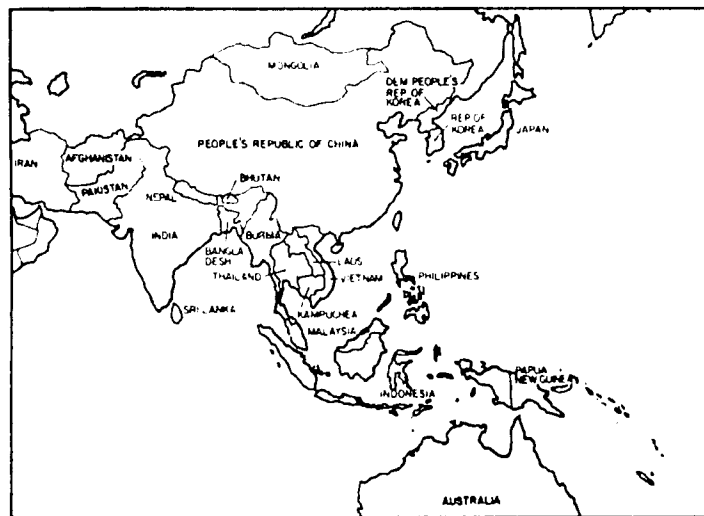 MONGOLIA
DEM PEOPLE'S
REP OF
KOREA
REP OF
KOREA
JAPAN
PEOPLE'S REPUBLIC OF CHINA
IRAN
AFGHANISTAN
PAKISTAN
NEPAL
BHUTAN
INDIA
BANGLA
DESH
BURMA
LAOS
THAILAND
VIETNAM
PHILIPPINES
SRI LANKA
KAMPUCHEA
MALAYSIA
INDONESIA
PAPUA
NEW GUINEA
AUSTRALIA